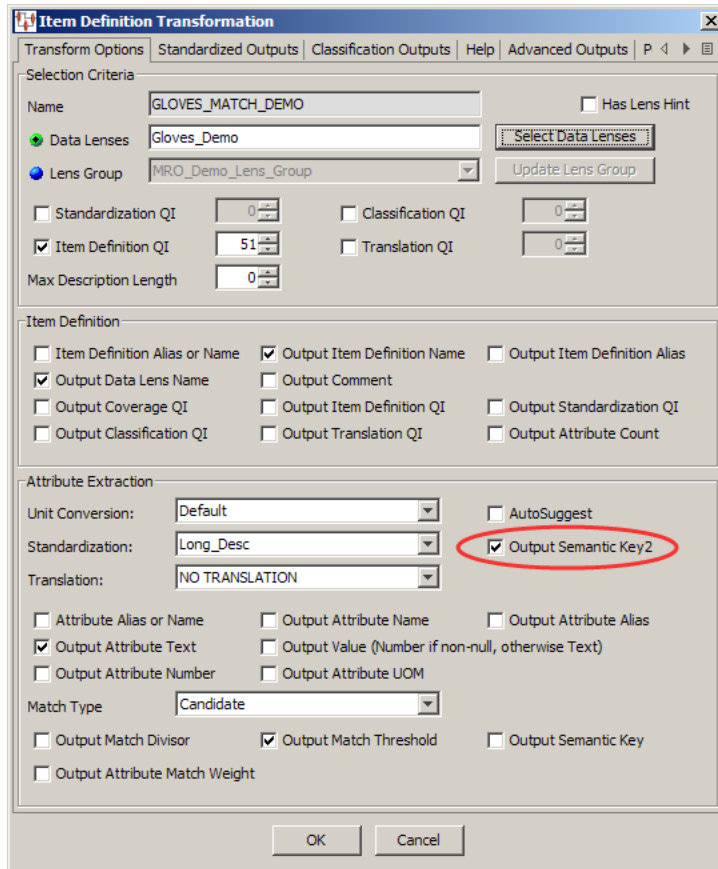 Item Definition Transformation
Transform Options Standardized Outputs Classification Outputs Help Advanced Outputs P
Selection Criteria
Name GLOVES_MATCH_DEMO Has Lens Hint
Data Lenses Gloves_Demo Select Data Lenses
Lens Group MRO_Demo_Lens_Group Update Lens Group
Standardization QI 0 Classification QI 0
Item Definition QI 51 Translation QI 0
Max Description Length 0
Item Definition
Item Definition Alias or Name Output Item Definition Name Output Item Definition Alias
Output Data Lens Name Output Comment
Output Coverage QI Output Item Definition QI Output Standardization QI
Output Classification QI Output Translation QI Output Attribute Count
Attribute Extraction
Unit Conversion: Default AutoSuggest
Standardization: Long_Desc Output Semantic Key2
Translation: NO TRANSLATION
Attribute Alias or Name Output Attribute Name Output Attribute Alias
Output Attribute Text Output Value (Number if non-null, otherwise Text)
Output Attribute Number Output Attribute UOM
Match Type Candidate
Output Match Divisor Output Match Threshold Output Semantic Key
Output Attribute Match Weight
OK Cancel